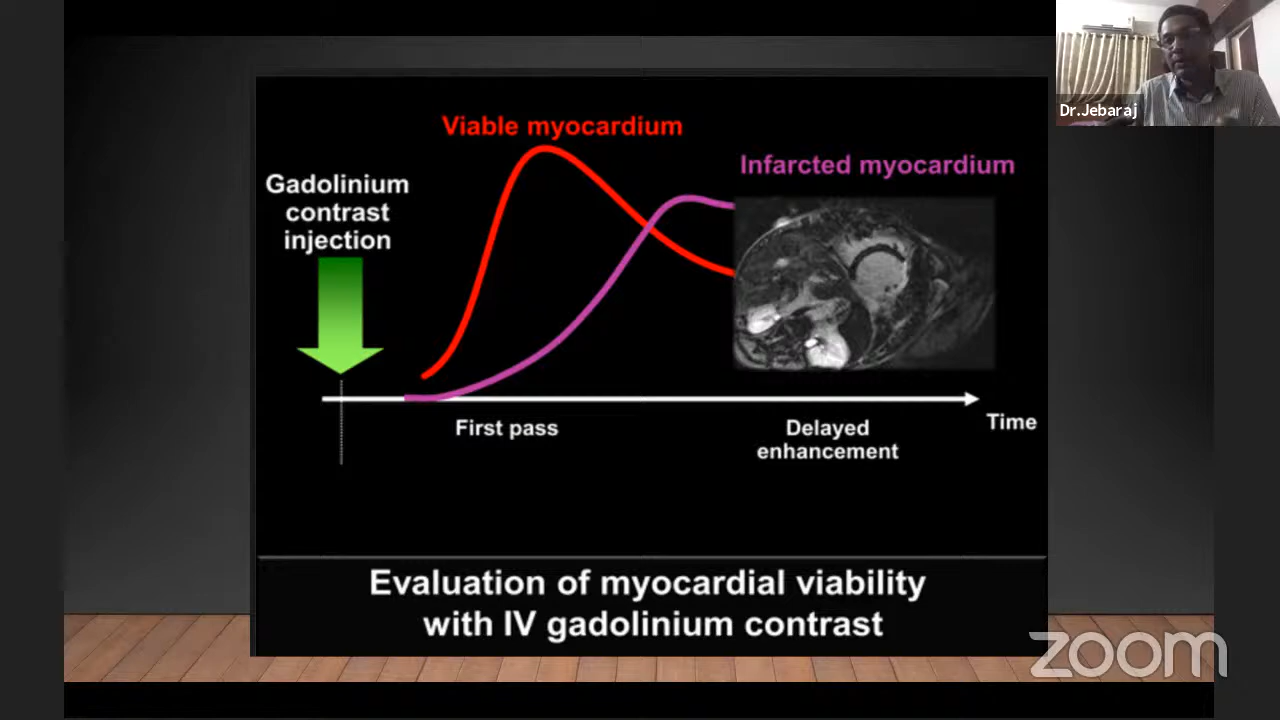 Dr.Jebaraj
Viable myocardium
Infarcted myocardium
Gadolinium
contrast
injection
First pass
Delayed
enhancement
Time
Evaluation of myocardial viability
with IV gadolinium contrast
zoom